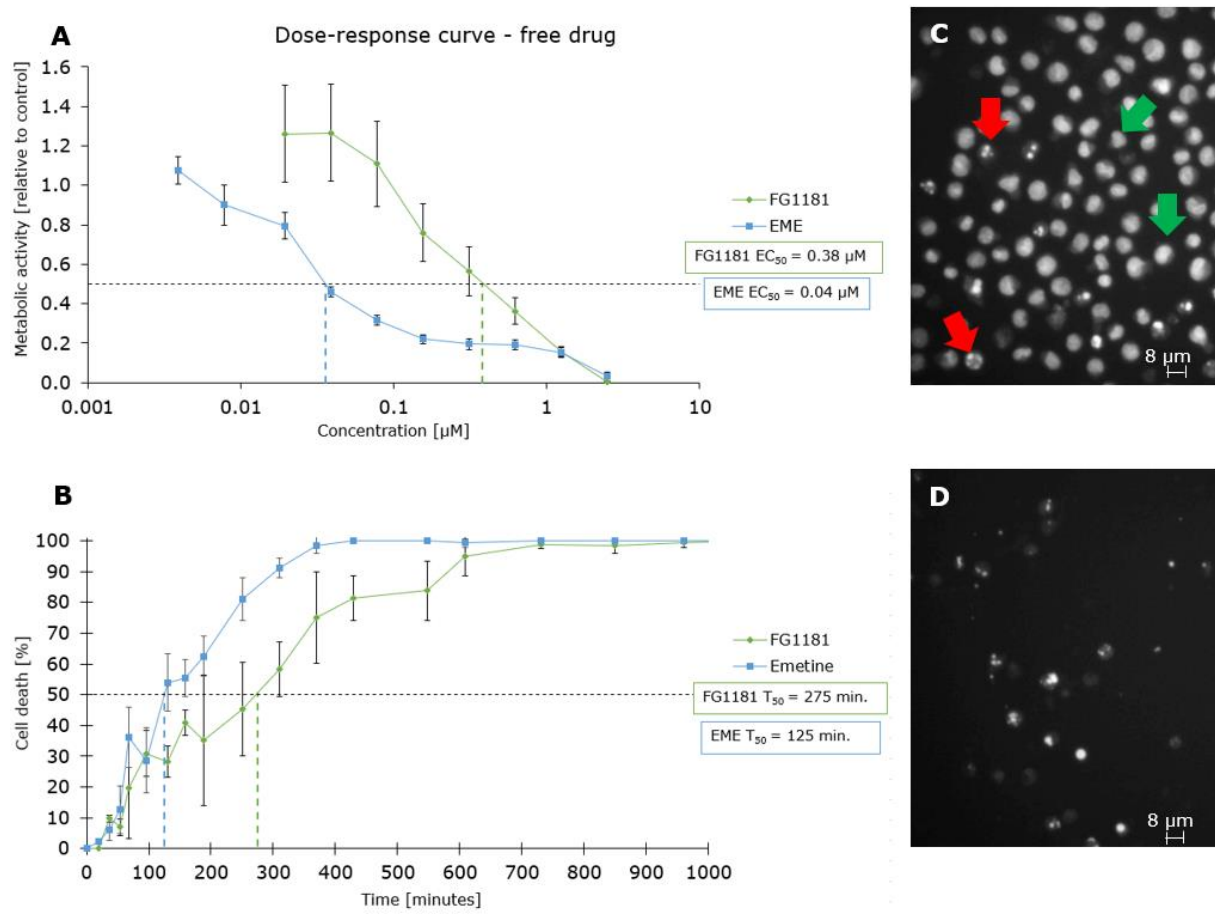 A
Dose-response curve - free drug
Metabolic activity [relative to control]
1.6
1.4
1.2
1.0
0.8
0.6
0.4
0.2
0.0
0.001
0.01
0.1
1
10
Concentration [µM]
FG1181
EME
FG1181 EC50 = 0.38 µM
EME EC50 = 0.04 µM
C
8 µm
B
Cell death [%]
100
90
80
70
60
50
40
30
20
10
0
0
100
200
300
400
500
600
700
800
900
1000
Time [minutes]
FG1181
Emetine
FG1181 T50 = 275 min.
EME T50 = 125 min.
D
8 µm